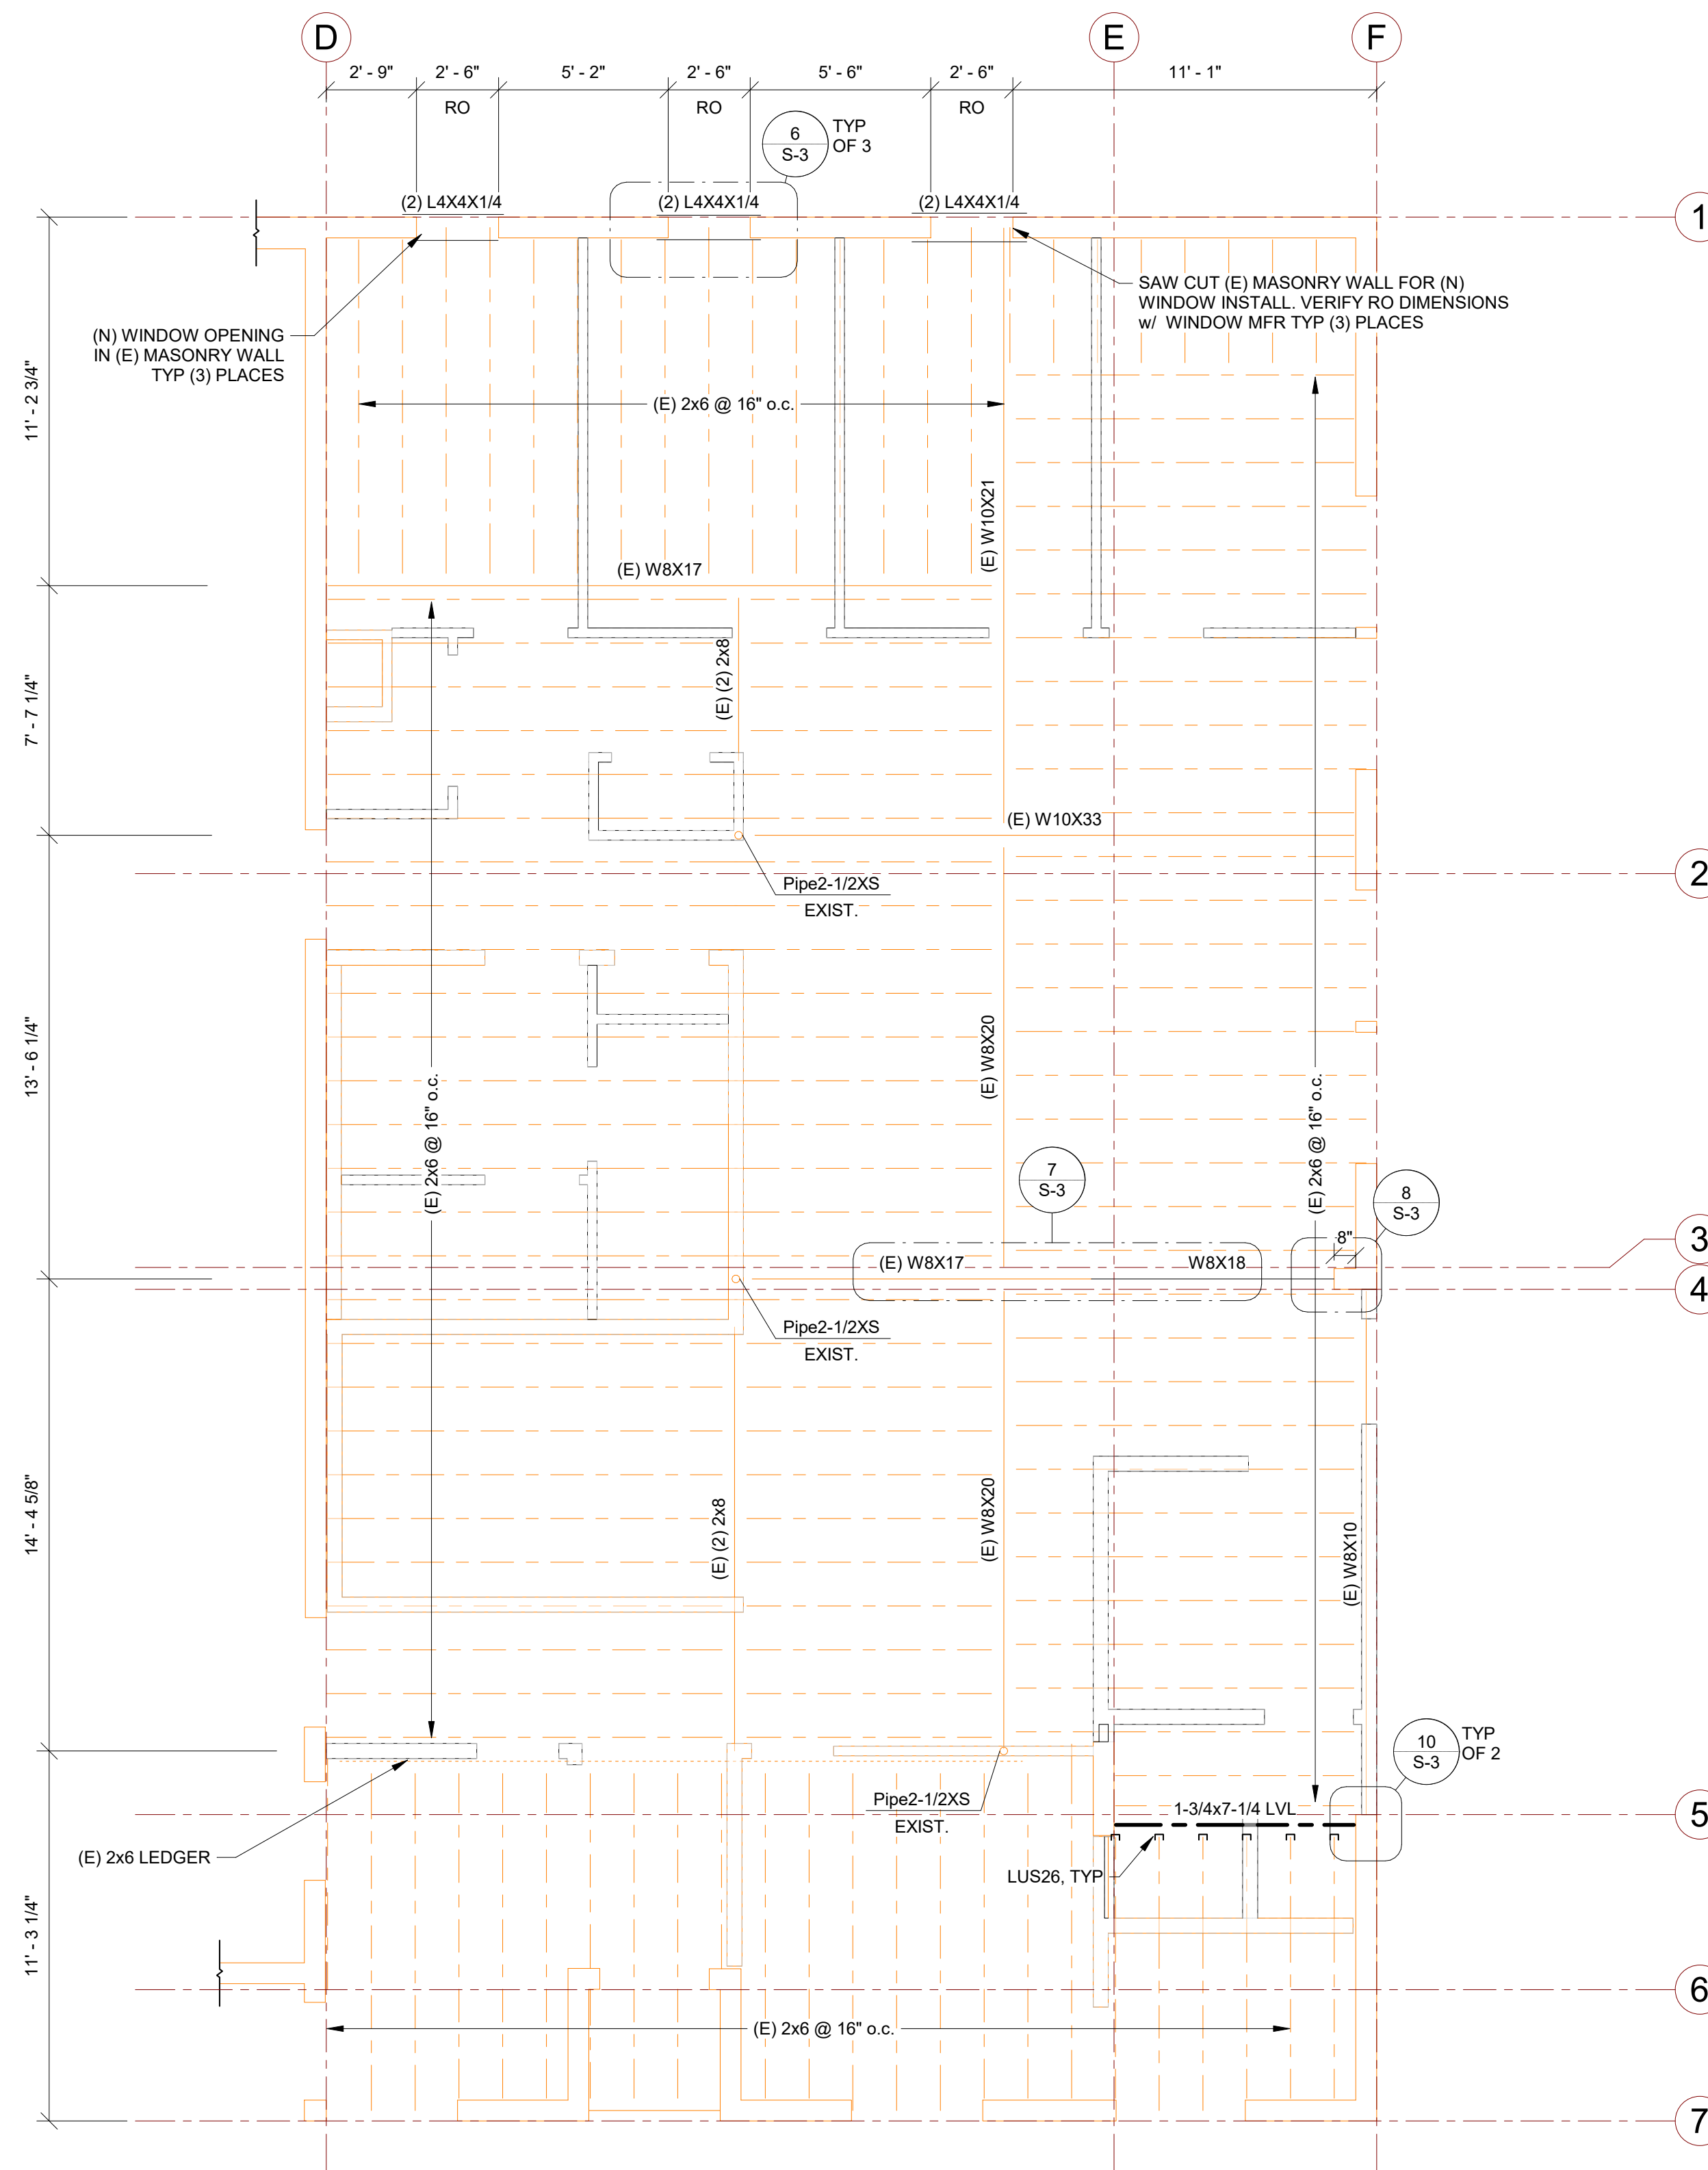 D
E
F
2' - 9"
2' - 6"
5' - 2"
2' - 6"
5' - 6"
2' - 6"
11' - 1"
RO
RO
RO
6
S-3
TYP
OF 3
(2) L4X4X1/4
(2) L4X4X1/4
(2) L4X4X1/4
1
SAW CUT (E) MASONRY WALL FOR (N)
WINDOW INSTALL. VERIFY RO DIMENSIONS
w/ WINDOW MFR TYP (3) PLACES
(N) WINDOW OPENING
IN (E) MASONRY WALL
TYP (3) PLACES
11' - 2 3/4"
(E) 2x6 @ 16" o.c.
(E) W10X21
(E) W8X17
(E) (2) 2x8
7' - 7 1/4"
(E) W10X33
2
Pipe2-1/2XS
EXIST.
13' - 6 1/4"
(E) W8X20
(E) 2x6 @ 16" o.c.
(E) 2x6 @ 16" o.c.
7
S-3
8
S-3
8"
3
(E) W8X17
W8X18
4
Pipe2-1/2XS
EXIST.
14' - 4 5/8"
(E) (2) 2x8
(E) W8X20
(E) W8X10
10
S-3
TYP
OF 2
Pipe2-1/2XS
EXIST.
1-3/4x7-1/4 LVL
5
(E) 2x6 LEDGER
LUS26, TYP
11' - 3 1/4"
6
(E) 2x6 @ 16" o.c.
7